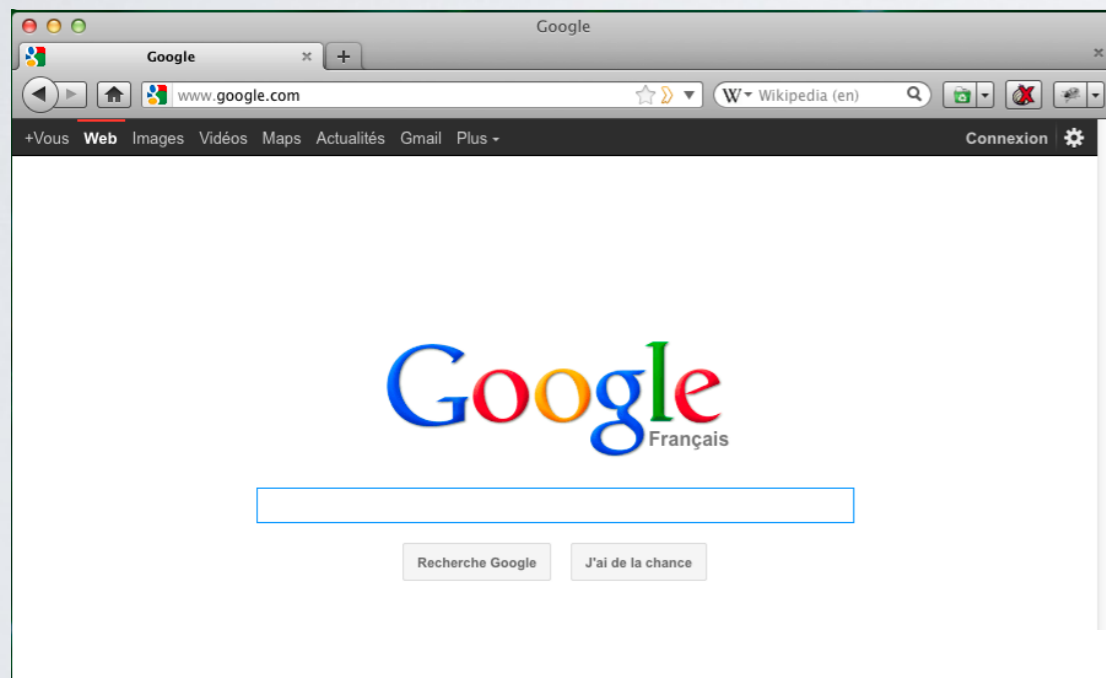 Google
Google
www.google.com
W Wikipedia (en)
+Vous Web Images Vidéos Maps Actualités Gmail Plus Connexion
Google
Français
Recherche Google J'ai de la chance